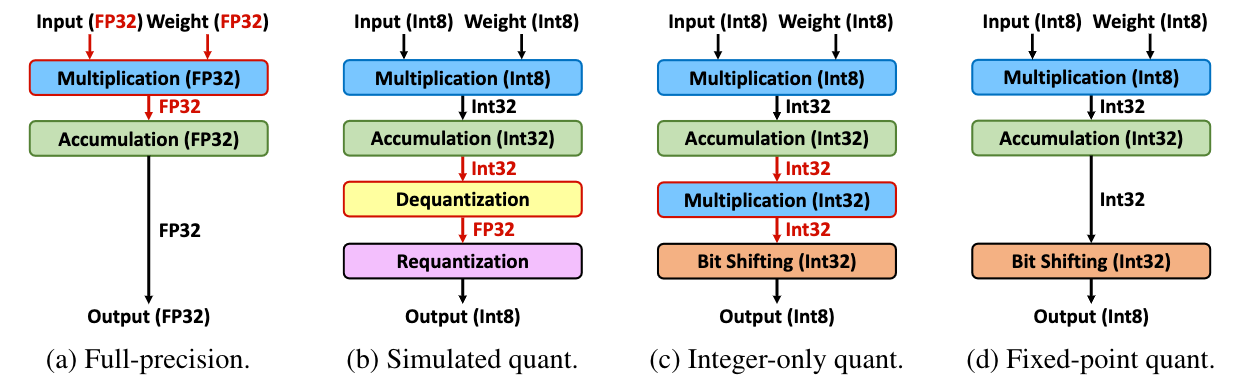 Input (FP32) Weight (FP32)
Multiplication (FP32)
FP32
Accumulation (FP32)
FP32
Output (FP32)
(a) Full-precision.
Input (Int8) Weight (Int8)
Multiplication (Int8)
Int32
Accumulation (Int32)
Int32
Dequantization
FP32
Requantization
Output (Int8)
(b) Simulated quant.
Input (Int8) Weight (Int8)
Multiplication (Int8)
Int32
Accumulation (Int32)
Int32
Multiplication (Int32)
Int32
Bit Shifting (Int32)
Output (Int8)
(c) Integer-only quant.
Input (Int8) Weight (Int8)
Multiplication (Int8)
Int32
Accumulation (Int32)
Int32
Bit Shifting (Int32)
Output (Int8)
(d) Fixed-point quant.